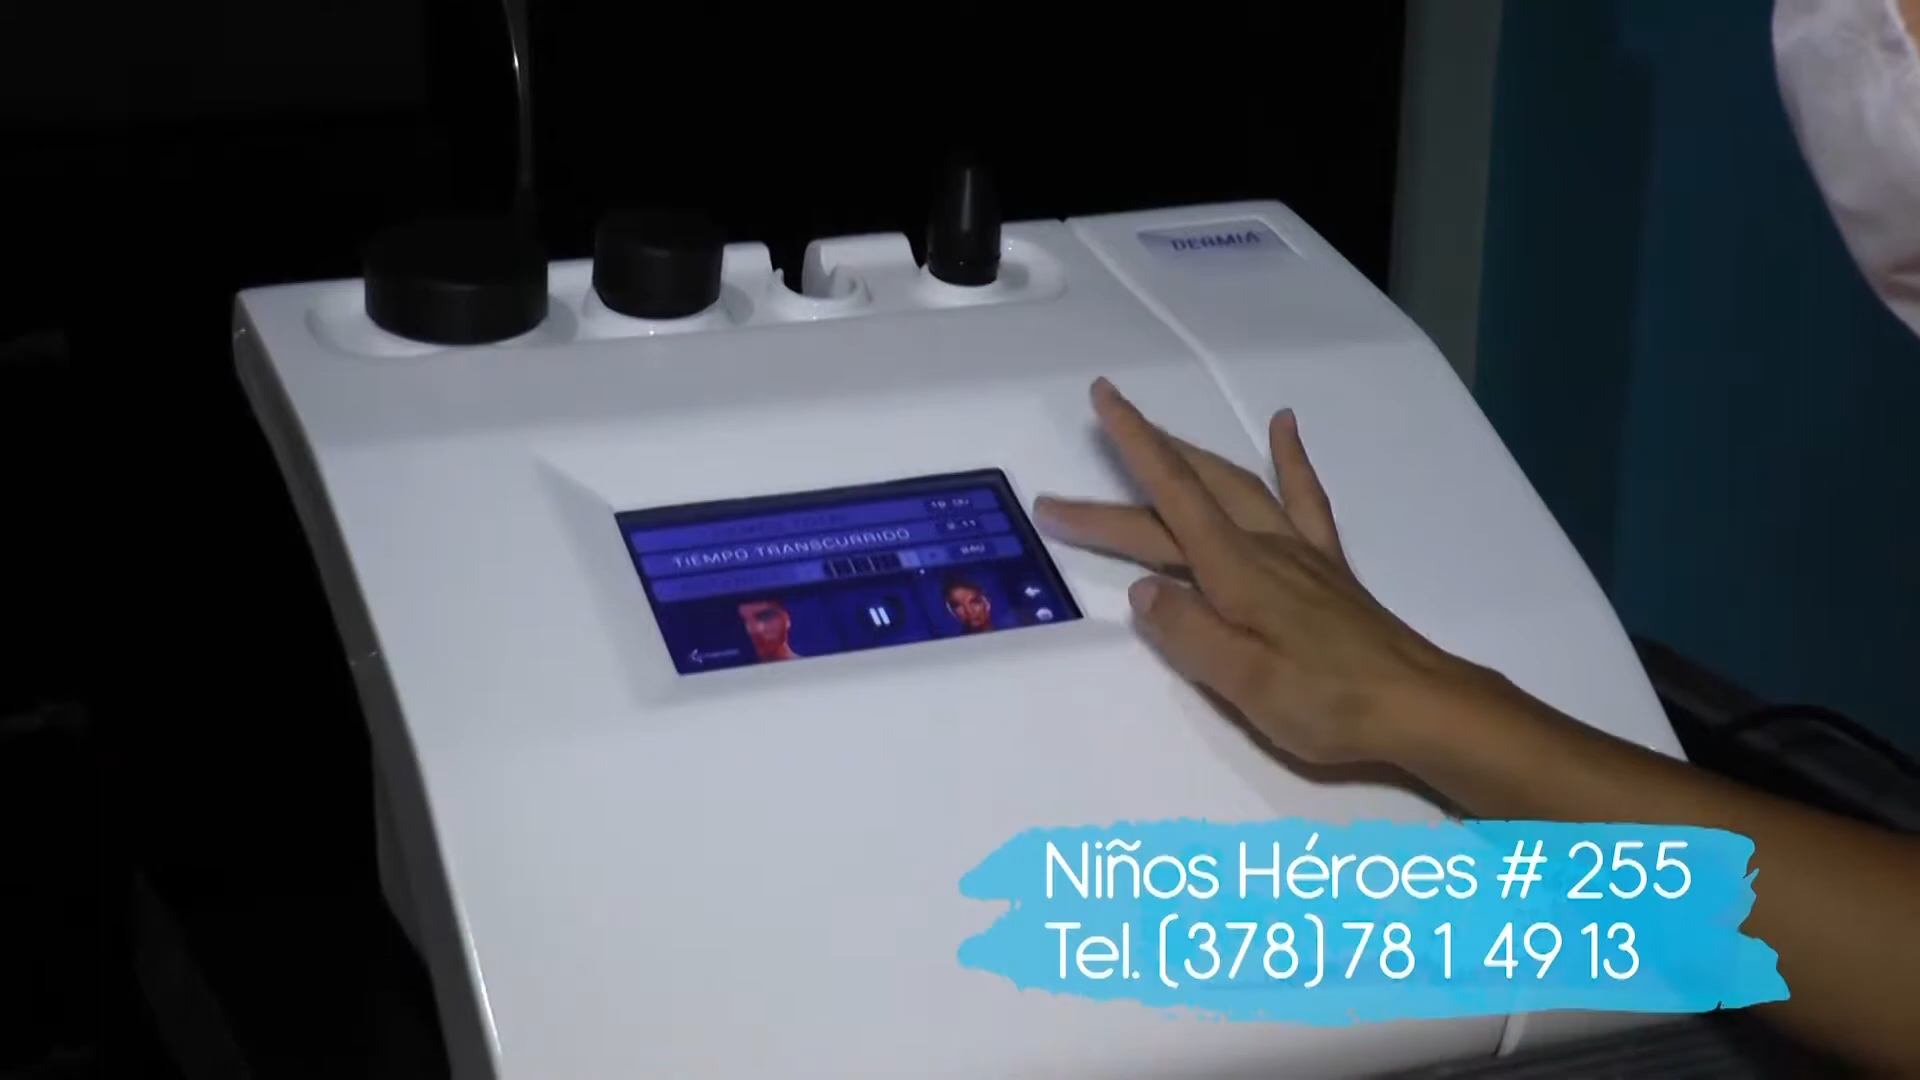 DERMIA
TIEMPO TRANSCURRIDO
Niños Héroes # 255
Tel. (378) 78 1 49 13